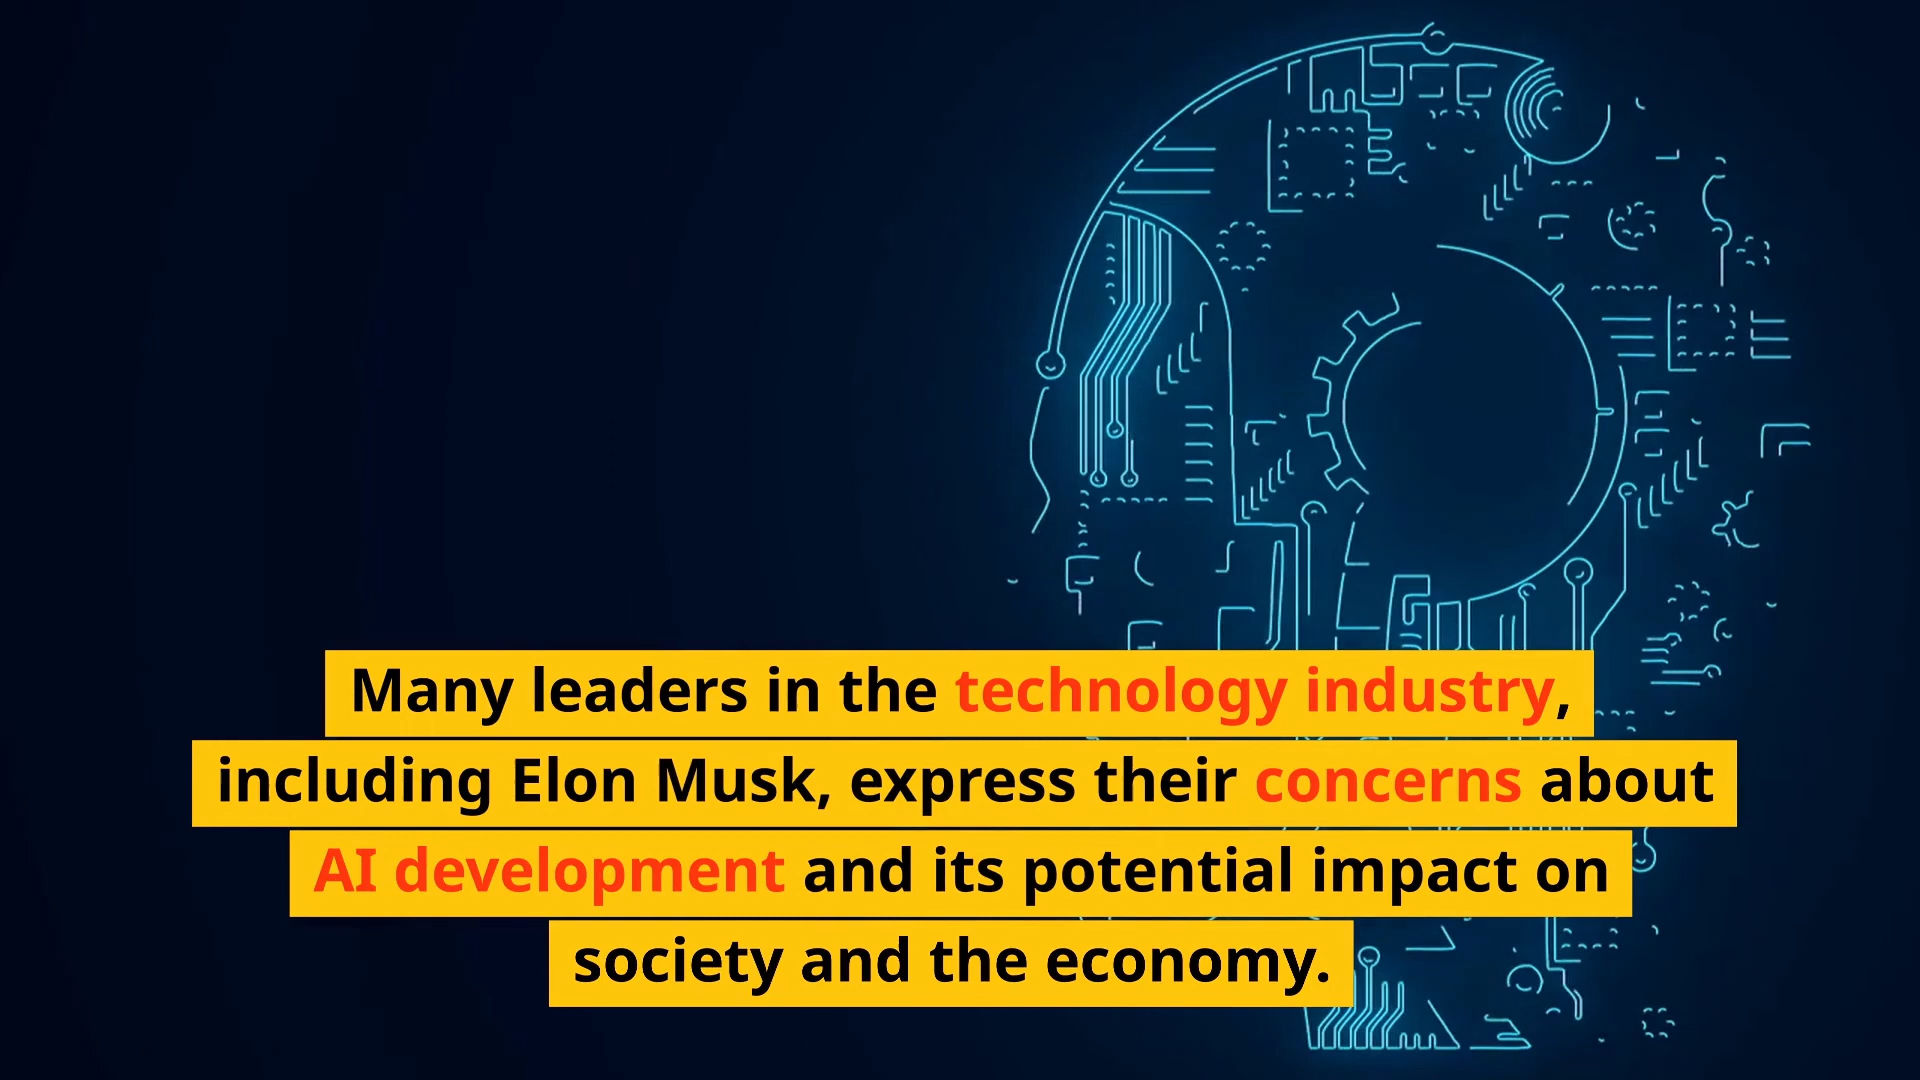 Many leaders in the technology industry,
including Elon Musk, express their concerns about
AI development and its potential impact on
society and the economy.